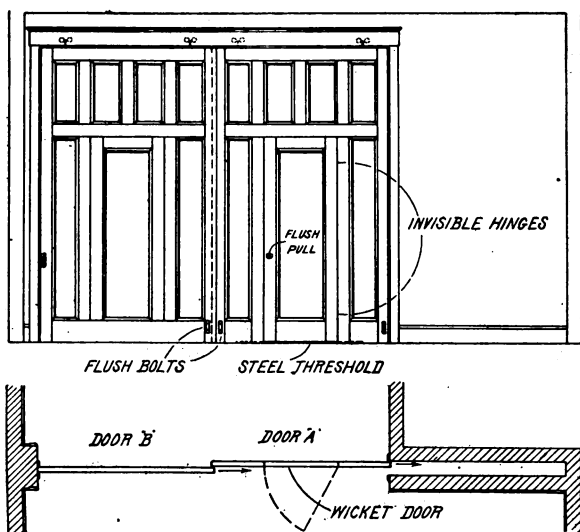 FLUSH
PULL
INVISIBLE HINGES
FLUSH BOLTS
STEEL THRESHOLD
DOOR "B"
DOOR "A"
WICKET DOOR